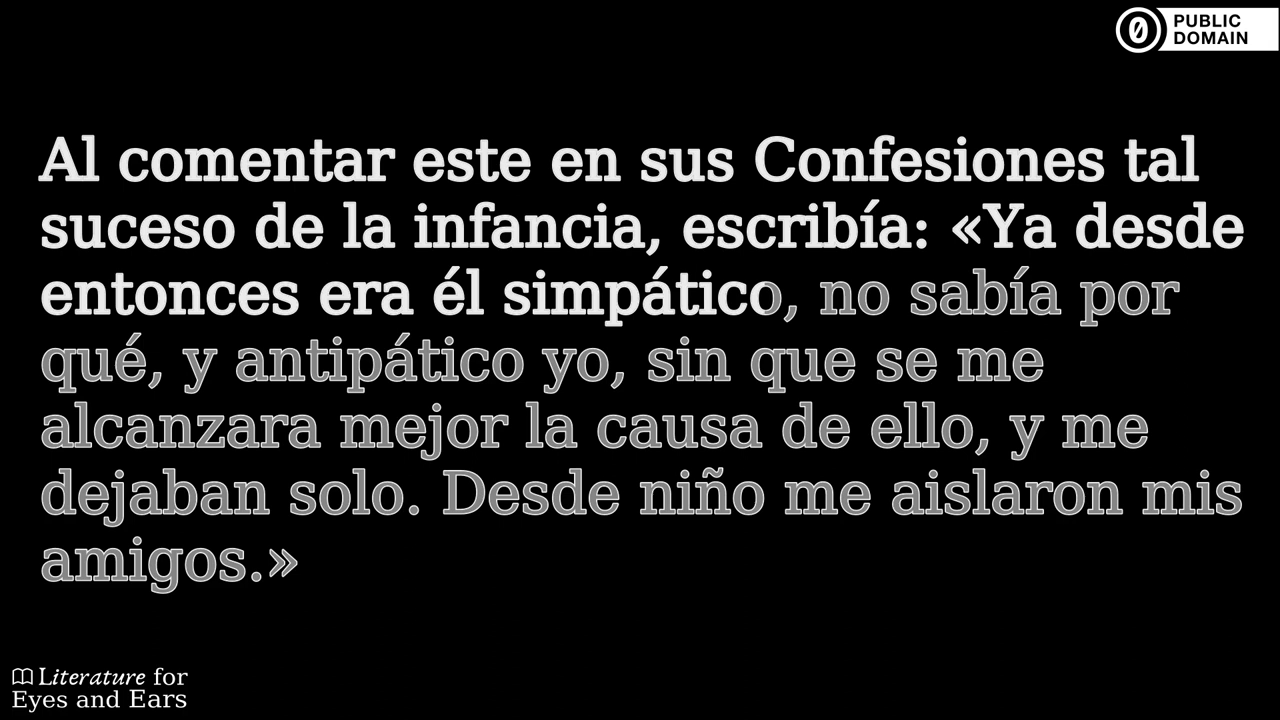 PUBLIC
DOMAIN
Al comentar este en sus Confesiones tal
suceso de la infancia, escribía: «Ya desde
entonces era él simpático, no sabía por
qué, y antipático yo, sin que se me
alcanzara mejor la causa de ello, y me
dejaban solo. Desde niño me aislaron mis
amigos.»
Literature for
Eyes and Ears